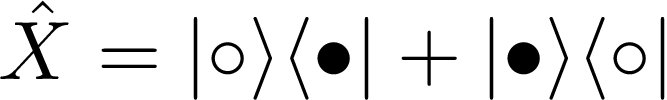 X̂ = |○⟩⟨●| + |●⟩⟨○|